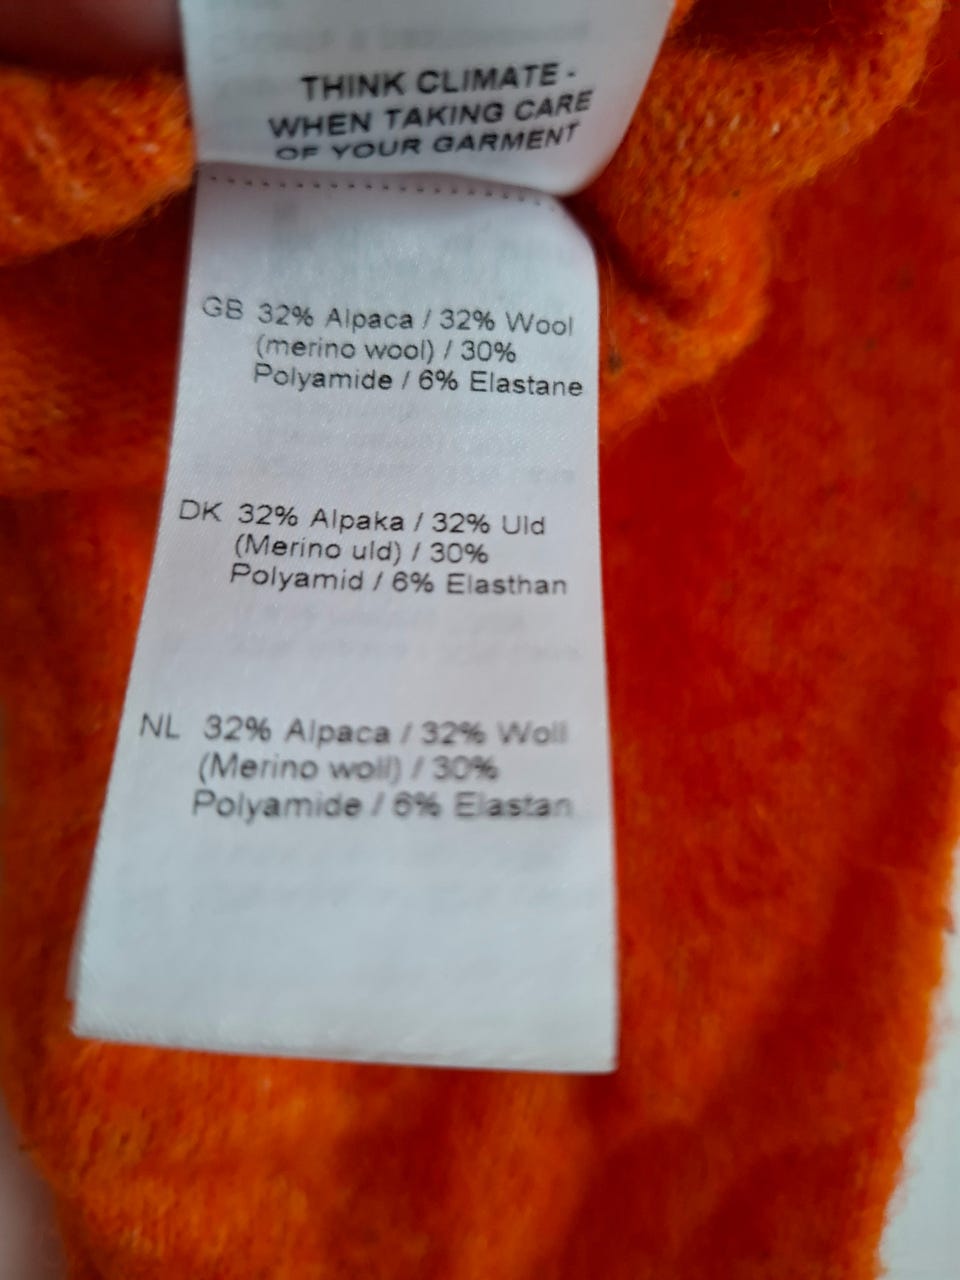 THINK CLIMATE -
WHEN TAKING CARE
OF YOUR GARMENT
GB 32% Alpaca / 32% Wool
(merino wool) / 30%
Polyamide / 6% Elastane
DK 32% Alpaka / 32% Uld
(Merino uld) / 30%
Polyamid / 6% Elasthan
NL 32% Alpaca / 32% Woll
(Merino woll) / 30%
Polyamide / 6% Elastan